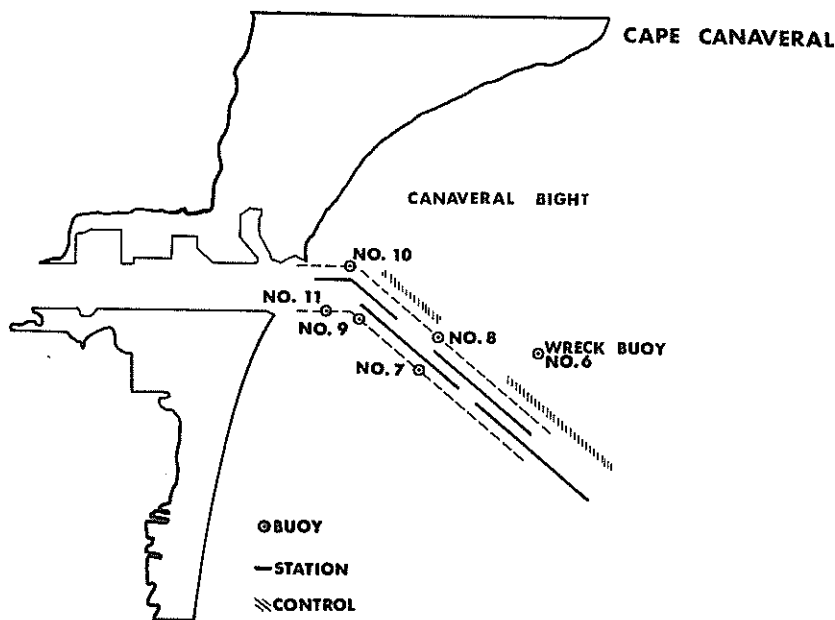 CAPE CANAVERAL
CANAVERAL BIGHT
NO. 10
NO. 11
NO. 9
NO. 8
WRECK BUOY
NO. 6
NO. 7
BUOY
STATION
CONTROL